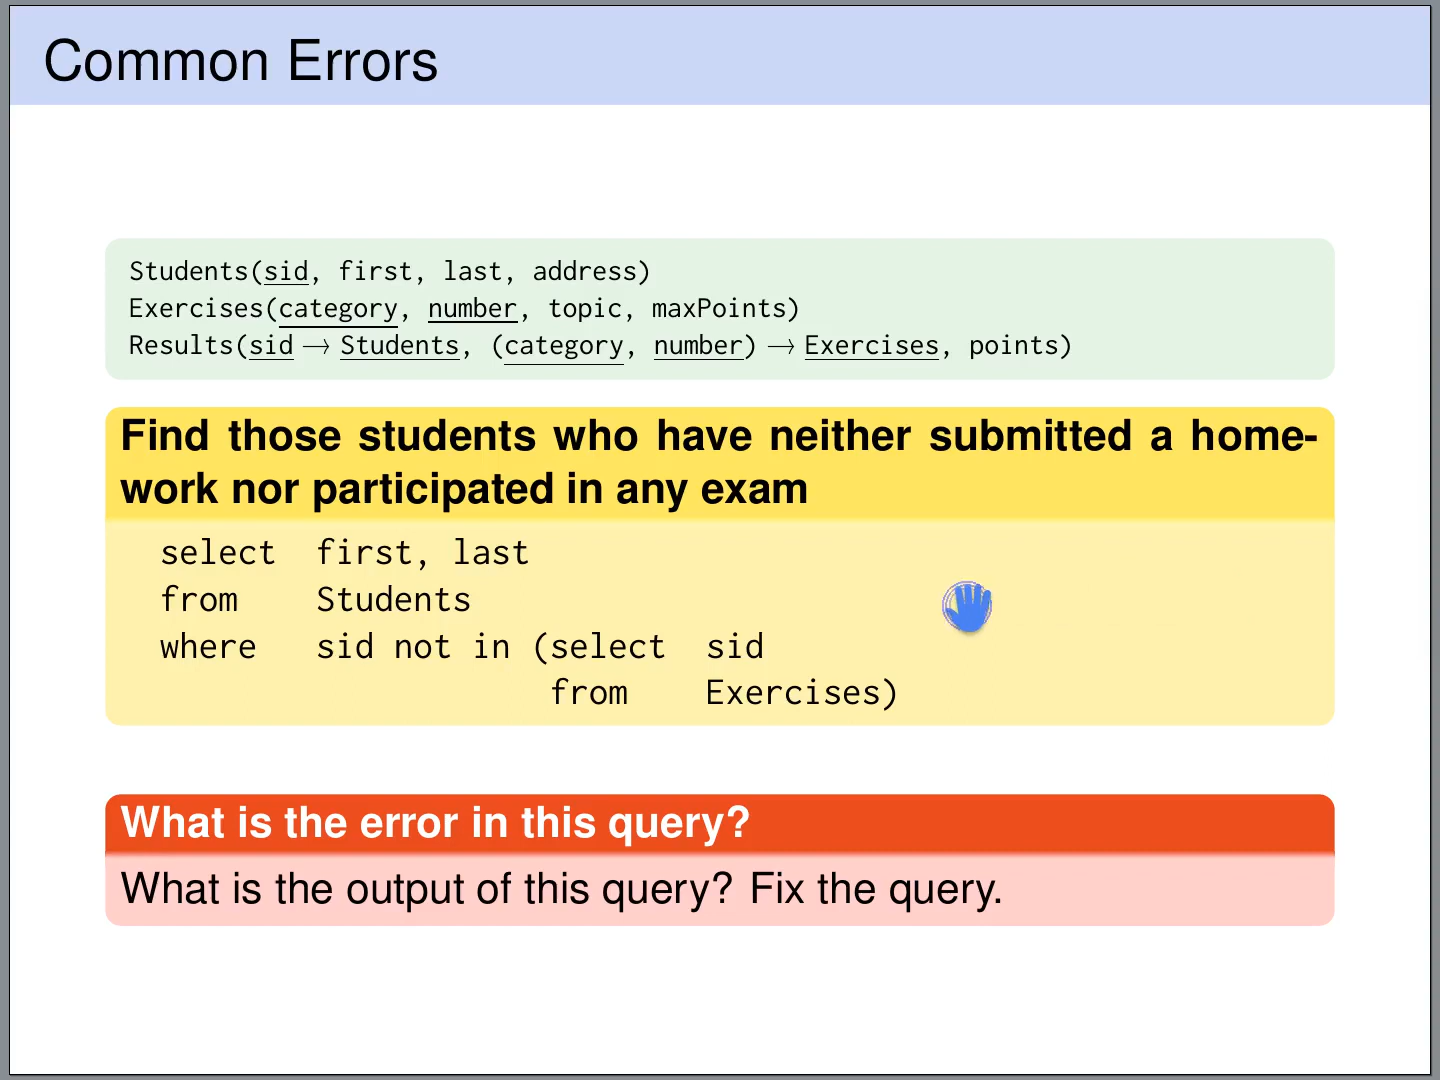 Common Errors
Students(sid, first, last, address)
Exercises(category, number, topic, maxPoints)
Results(sid → Students, (category, number) → Exercises, points)
Find those students who have neither submitted a home-
work nor participated in any exam
select first, last
from Students
where sid not in (select sid
from Exercises)
What is the error in this query?
What is the output of this query? Fix the query.